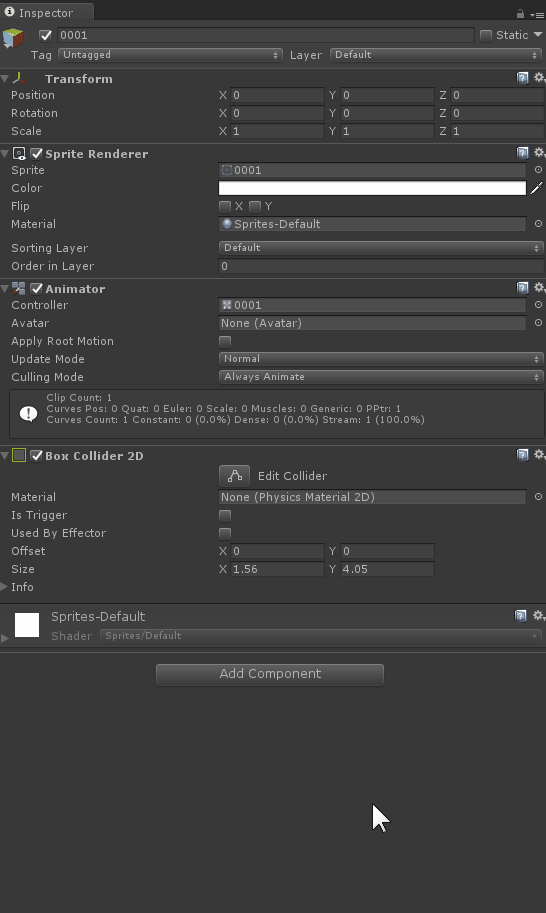 Inspector
0001 Static
Tag Untagged Layer Default
Transform
Position X 0 Y 0 Z 0
Rotation X 0 Y 0 Z 0
Scale X 1 Y 1 Z 1
Sprite Renderer
Sprite 0001
Color
Flip X Y
Material Sprites-Default
Sorting Layer Default
Order in Layer 0
Animator
Controller 0001
Avatar None (Avatar)
Apply Root Motion
Update Mode Normal
Culling Mode Always Animate
Clip Count: 1
Curves Pos: 0 Quat: 0 Euler: 0 Scale: 0 Muscles: 0 Generic: 0 PPtr: 1
Curves Count: 1 Constant: 0 (0.0%) Dense: 0 (0.0%) Stream: 1 (100.0%)
Box Collider 2D
Edit Collider
Material None (Physics Material 2D)
Is Trigger
Used By Effector
Offset X 0 Y 0
Size X 1.56 Y 4.05
Info
Sprites-Default
Shader Sprites/Default
Add Component